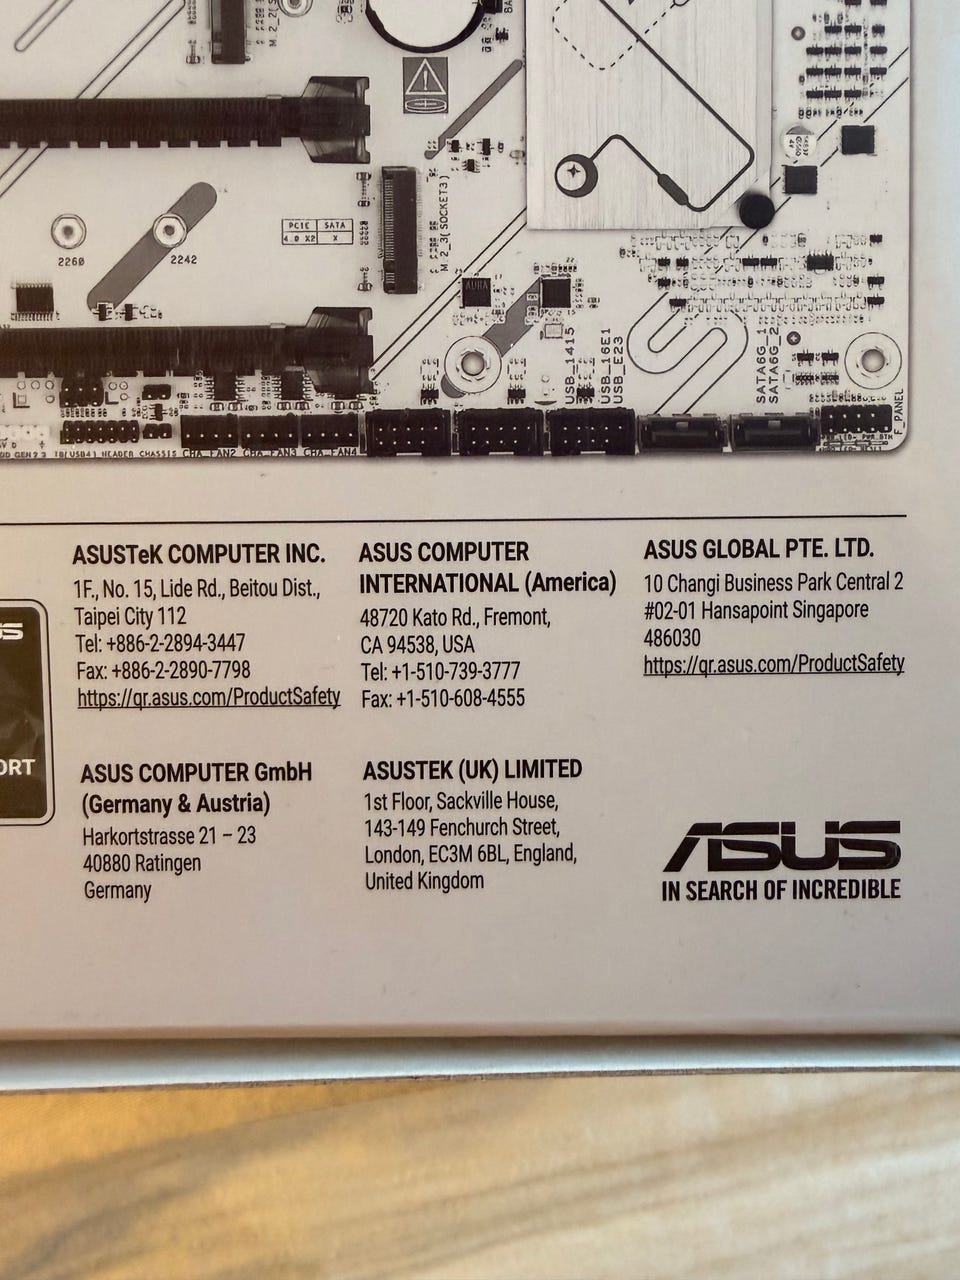 M_2_2(S
BA
PCIE SATA
4.0 X2 X
M_2_3(SOCKET3)
2260
2242
AURA
USB_1415
USB_16E1
USB_E23
SATA6G_1
SATA6G_2
F_PANEL
CHASSIS
CHA_FAN2
CHA_FAN3
CHA_FAN4
ASUSTeK COMPUTER INC.
1F., No. 15, Lide Rd., Beitou Dist.,
Taipei City 112
Tel: +886-2-2894-3447
Fax: +886-2-2890-7798
https://qr.asus.com/ProductSafety
ASUS COMPUTER
INTERNATIONAL (America)
48720 Kato Rd., Fremont,
CA 94538, USA
Tel: +1-510-739-3777
Fax: +1-510-608-4555
ASUS GLOBAL PTE. LTD.
10 Changi Business Park Central 2
#02-01 Hansapoint Singapore
486030
https://qr.asus.com/ProductSafety
US
ORT
ASUS COMPUTER GmbH
(Germany & Austria)
Harkortstrasse 21 – 23
40880 Ratingen
Germany
ASUSTEK (UK) LIMITED
1st Floor, Sackville House,
143-149 Fenchurch Street,
London, EC3M 6BL, England,
United Kingdom
ASUS
IN SEARCH OF INCREDIBLE